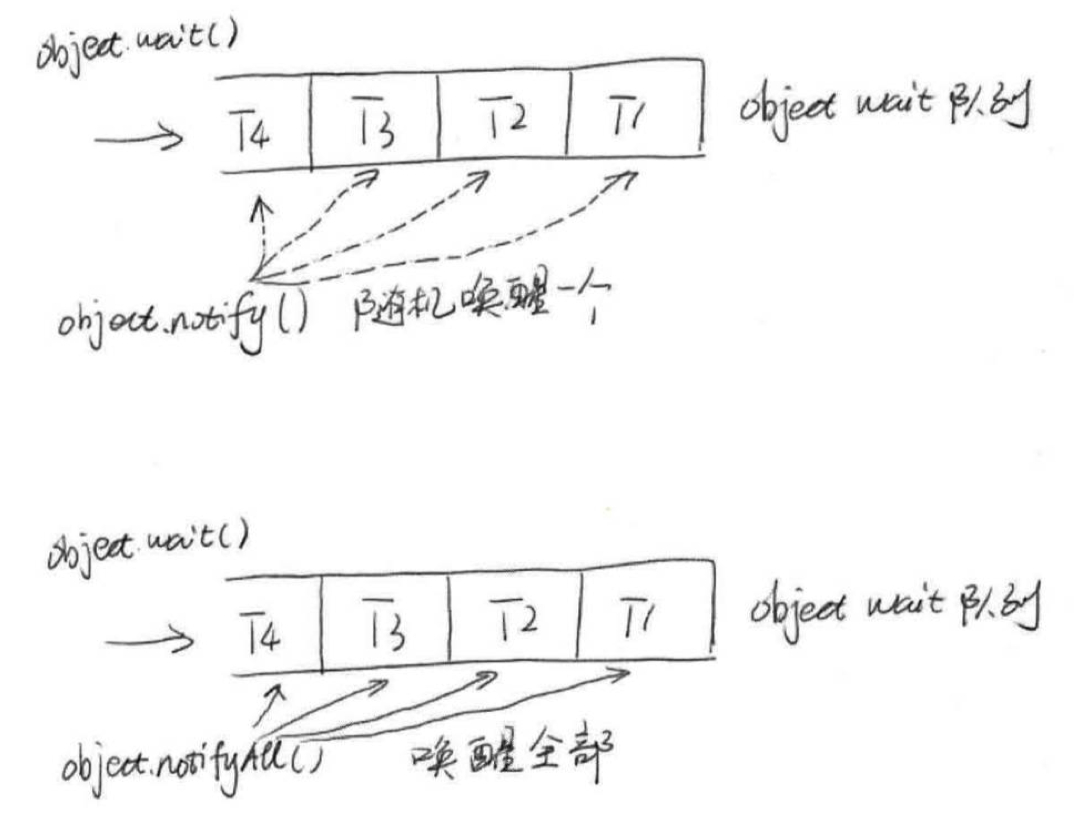 object.wait()
T4 T3 T2 T1
object wait 队列
object.notify() 随机唤醒一个
object.wait()
T4 T3 T2 T1
object wait 队列
object.notifyAll() 唤醒全部